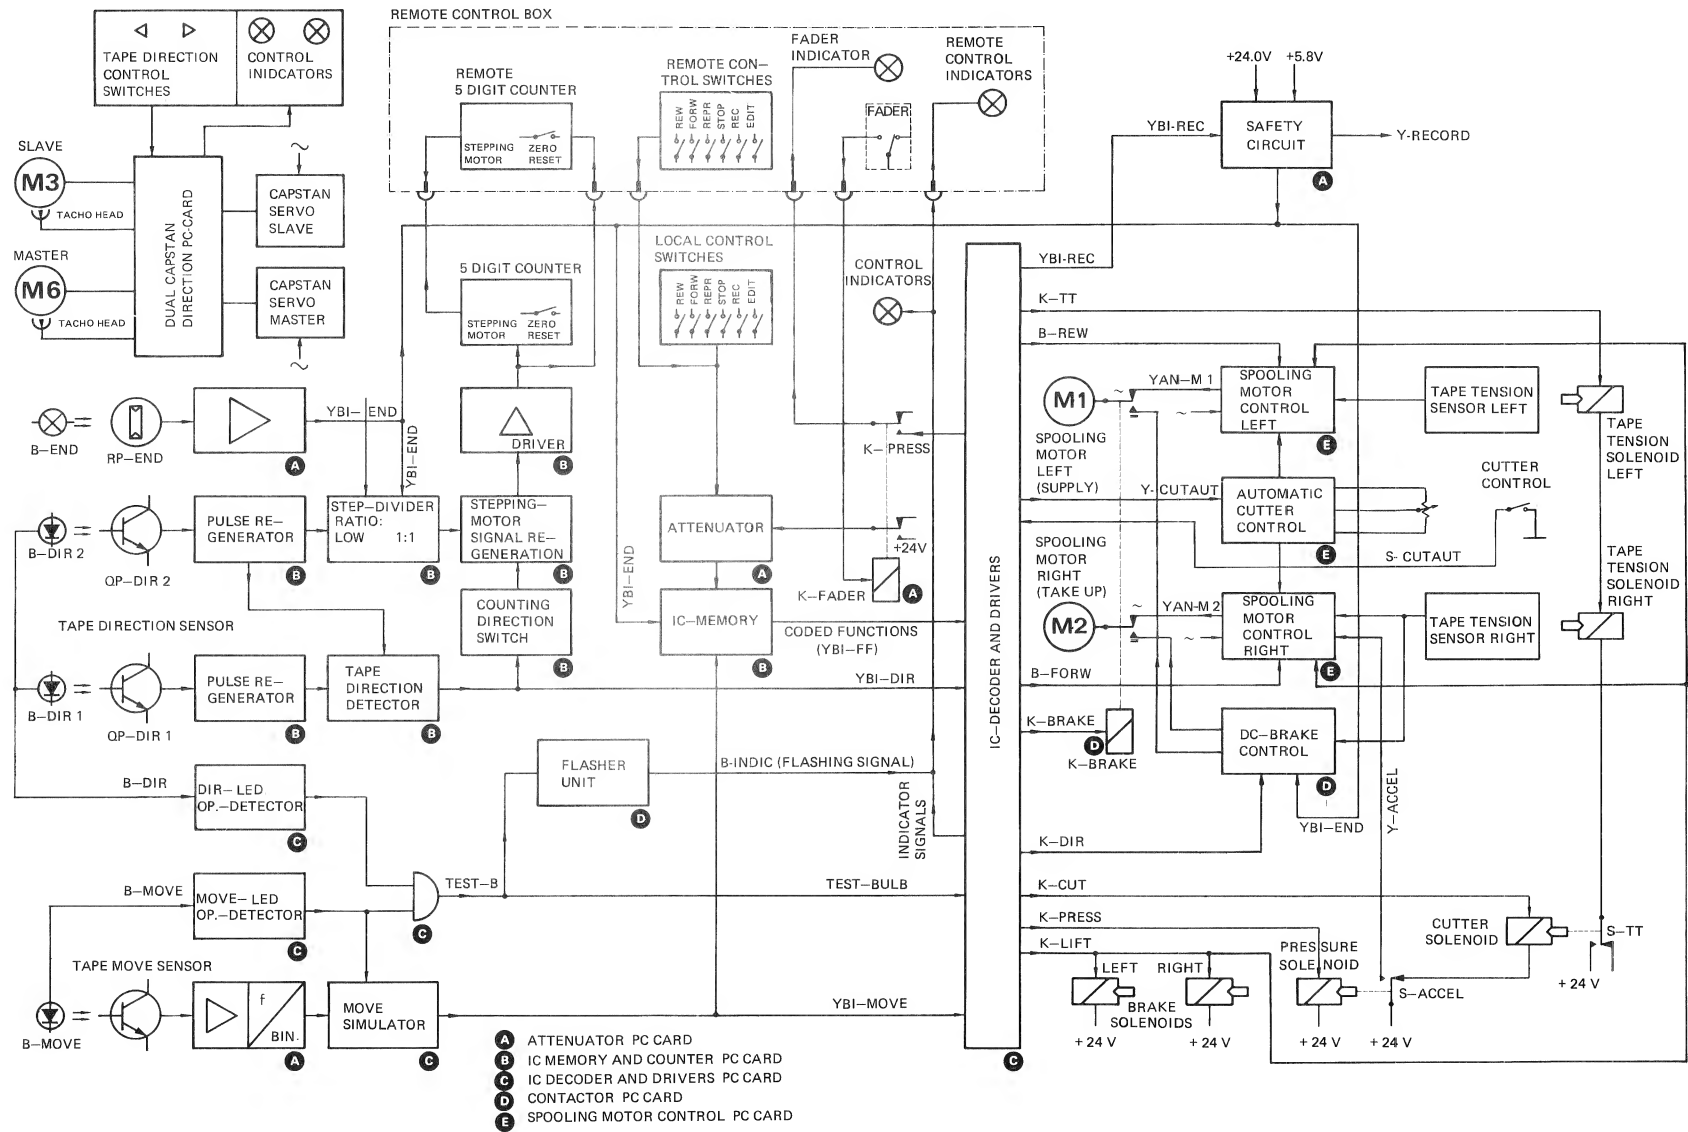 REMOTE CONTROL BOX
TAPE DIRECTION
CONTROL
SWITCHES
CONTROL
INIDCATORS
SLAVE
M3
TACHO HEAD
MASTER
M6
TACHO HEAD
DUAL CAPSTAN
DIRECTION PC-CARD
~
CAPSTAN
SERVO
SLAVE
CAPSTAN
SERVO
MASTER
~
REMOTE
5 DIGIT COUNTER
STEPPING
MOTOR
ZERO
RESET
REMOTE CON–
TROL SWITCHES
REW
FORW
REPR
STOP
REC
EDIT
FADER
INDICATOR
FADER
REMOTE
CONTROL
INDICATORS
+24.0V
+5.8V
YBI-REC
SAFETY
CIRCUIT
A
Y-RECORD
5 DIGIT COUNTER
STEPPING
MOTOR
ZERO
RESET
LOCAL CONTROL
SWITCHES
REW
FORW
REPR
STOP
REC
EDIT
CONTROL
INDICATORS
YBI-REC
K–TT
B–REW
B–END
RP–END
A
YBI–END
YBI–END
DRIVER
B
K–PRESS
M1
~
YAN–M 1
~
SPOOLING
MOTOR
LEFT
(SUPPLY)
SPOOLING
MOTOR
CONTROL
LEFT
E
TAPE TENSION
SENSOR LEFT
TAPE
TENSION
SOLENOID
LEFT
B–DIR 2
QP–DIR 2
PULSE RE–
GENERATOR
B
STEP–DIVIDER
RATIO:
LOW 1:1
B
STEPPING–
MOTOR
SIGNAL RE-
GENERATION
B
ATTENUATOR
A
+24V
K–FADER
A
Y-CUTAUT
AUTOMATIC
CUTTER
CONTROL
E
CUTTER
CONTROL
S-CUTAUT
TAPE DIRECTION SENSOR
COUNTING
DIRECTION
SWITCH
B
YBI–END
IC–MEMORY
B
CODED FUNCTIONS
(YBI–FF)
IC–DECODER AND DRIVERS
SPOOLING
MOTOR
RIGHT
(TAKE UP)
M2
~
YAN-M 2
~
SPOOLING
MOTOR
CONTROL
RIGHT
E
TAPE TENSION
SENSOR RIGHT
TAPE
TENSION
SOLENOID
RIGHT
B–DIR 1
QP–DIR 1
PULSE RE–
GENERATOR
B
TAPE
DIRECTION
DETECTOR
B
YBI–DIR
B–FORW
K–BRAKE
D
K–BRAKE
DC–BRAKE
CONTROL
D
YBI–END
Y–ACCEL
B–DIR
DIR–LED
OP.–DETECTOR
C
FLASHER
UNIT
D
B-INDIC (FLASHING SIGNAL)
INDICATOR
SIGNALS
K–DIR
B–MOVE
MOVE–LED
OP.–DETECTOR
C
C
TEST–B
TEST–BULB
K–CUT
K–PRESS
K–LIFT
CUTTER
SOLENOID
S–TT
+ 24 V
TAPE MOVE SENSOR
B–MOVE
f
BIN.
A
MOVE
SIMULATOR
C
YBI–MOVE
C
LEFT
RIGHT
BRAKE
SOLENOIDS
+ 24 V
+ 24 V
PRESSURE
SOLENOID
S–ACCEL
+ 24 V
+ 24 V
A ATTENUATOR PC CARD
B IC MEMORY AND COUNTER PC CARD
C IC DECODER AND DRIVERS PC CARD
D CONTACTOR PC CARD
E SPOOLING MOTOR CONTROL PC CARD